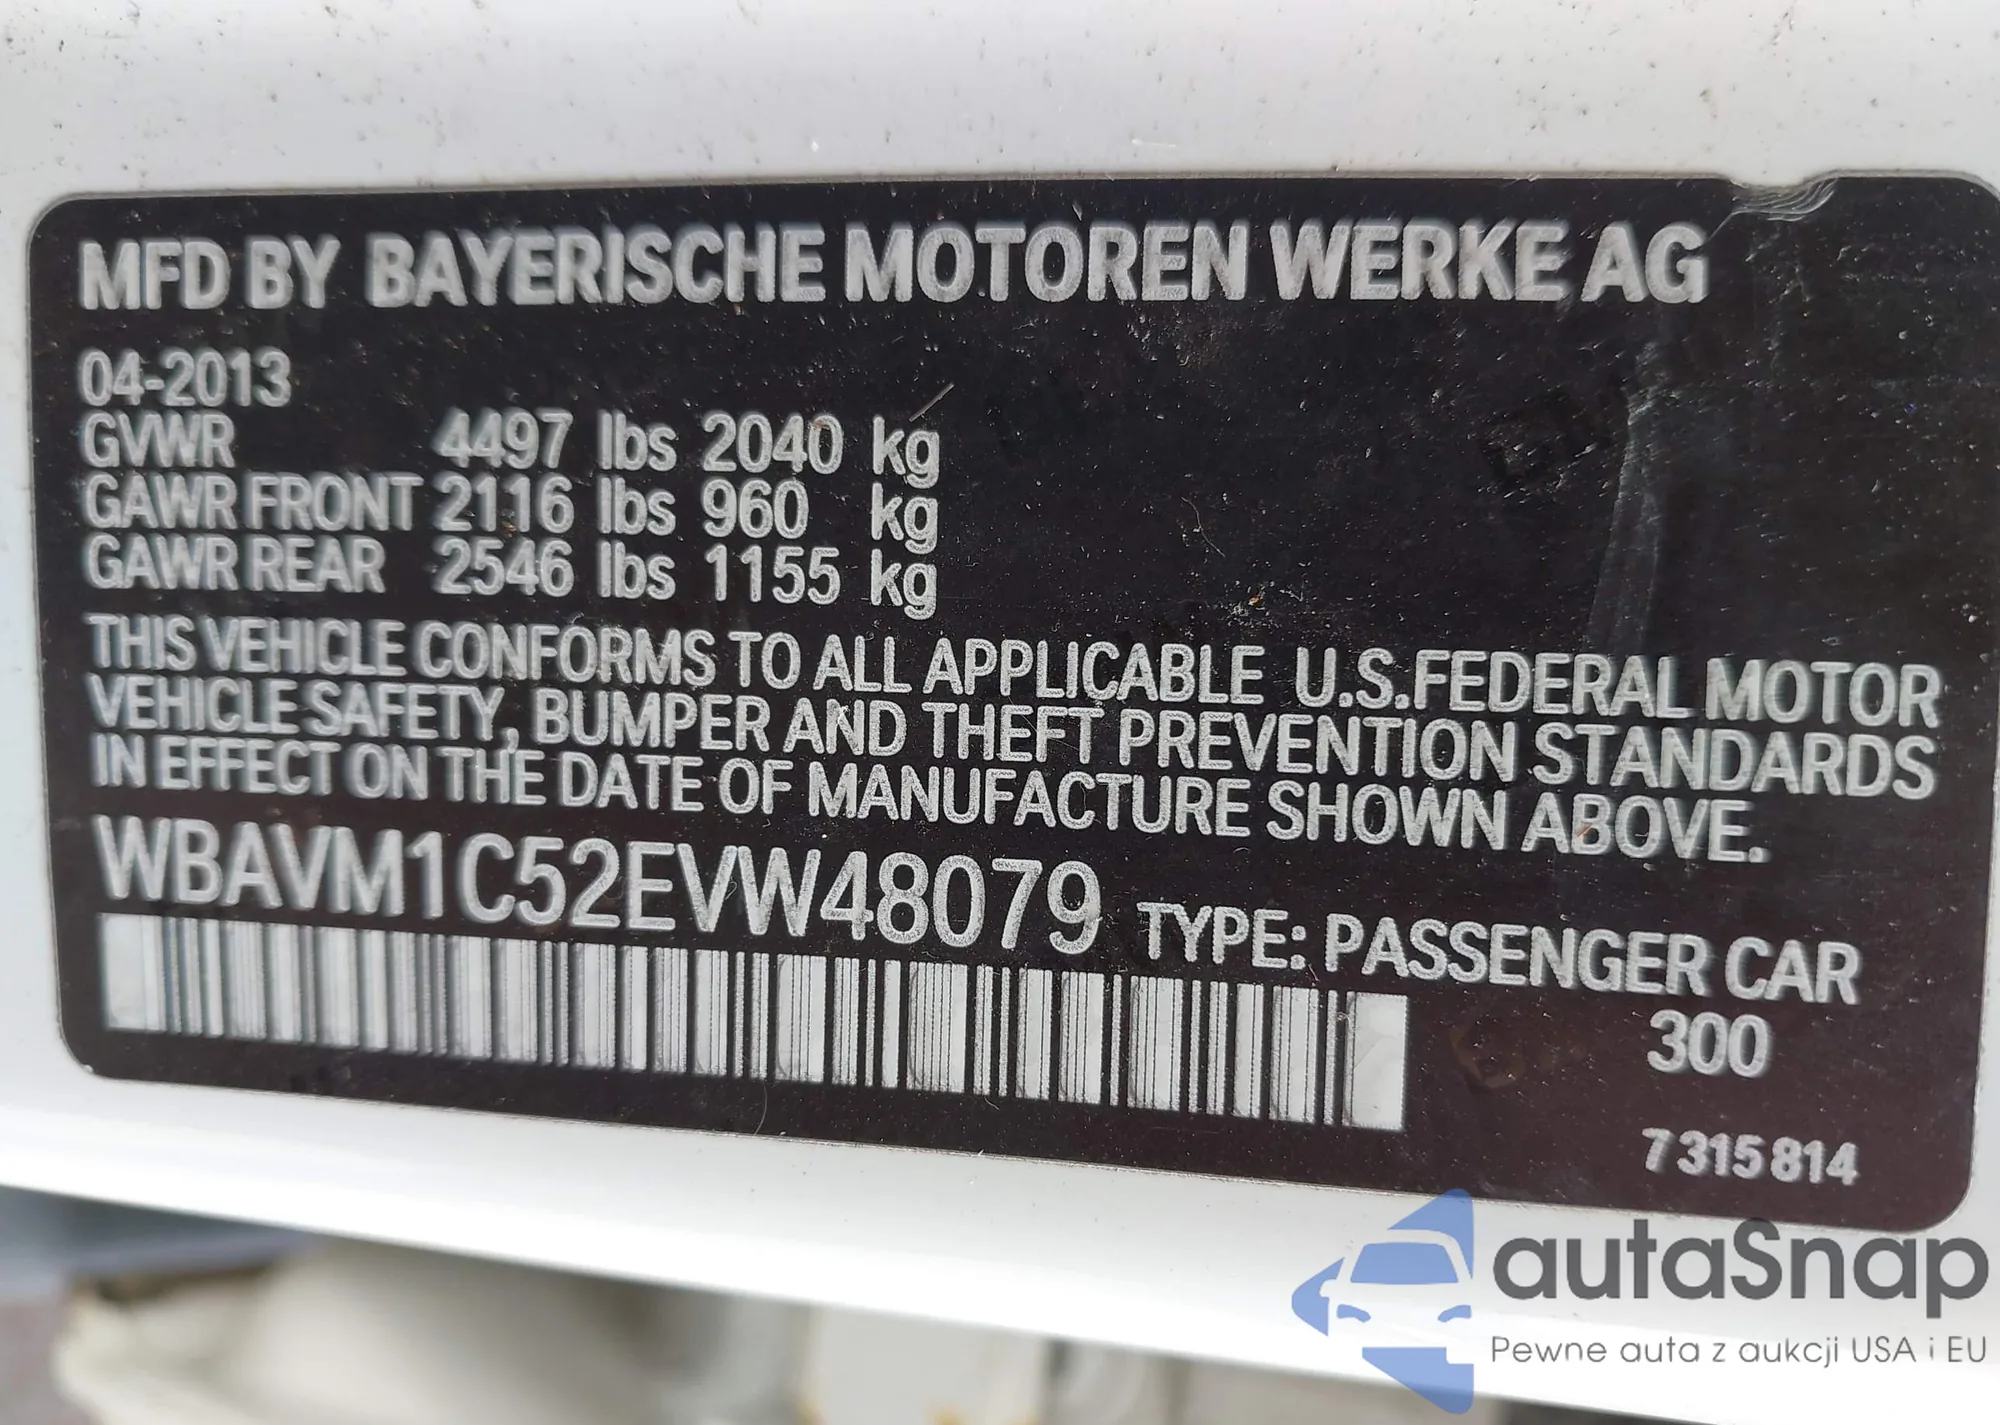 MFD BY BAYERISCHE MOTOREN WERKE AG
04-2013
GVWR 4497 lbs 2040 kg
GAWR FRONT 2116 lbs 960 kg
GAWR REAR 2546 lbs 1155 kg
THIS VEHICLE CONFORMS TO ALL APPLICABLE U.S.FEDERAL MOTOR
VEHICLE SAFETY, BUMPER AND THEFT PREVENTION STANDARDS
IN EFFECT ON THE DATE OF MANUFACTURE SHOWN ABOVE.
WBAVM1C52EVW48079 TYPE: PASSENGER CAR
300
7315814
autaSnap
Pewne auta z aukcji USA i EU